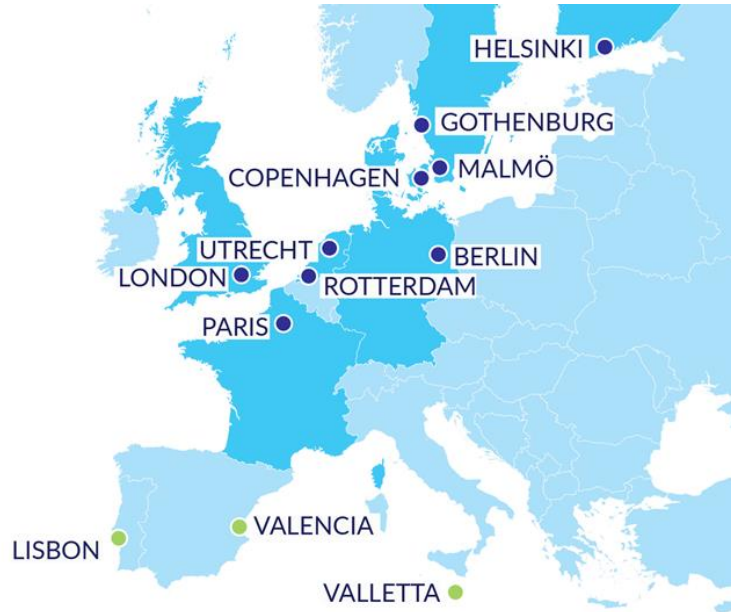 HELSINKI
GOTHENBURG
MALMÖ
COPENHAGEN
UTRECHT
BERLIN
LONDON
ROTTERDAM
PARIS
VALENCIA
LISBON
VALLETTA